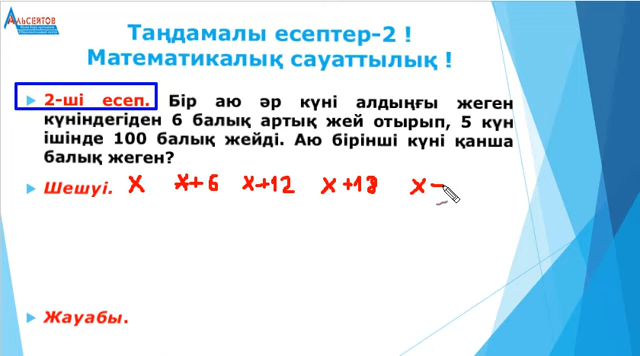 АЛЬСЕЙТОВ
Таңдамалы есептер-2 !
Математикалық сауаттылық !
2-ші есеп. Бір аю әр күні алдыңғы жеген
күніндегіден 6 балық артық жей отырып, 5 күн
ішінде 100 балық жейді. Аю бірінші күні қанша
балық жеген?
Шешуі. x x+6 x+12 x+18 x-
Жауабы.